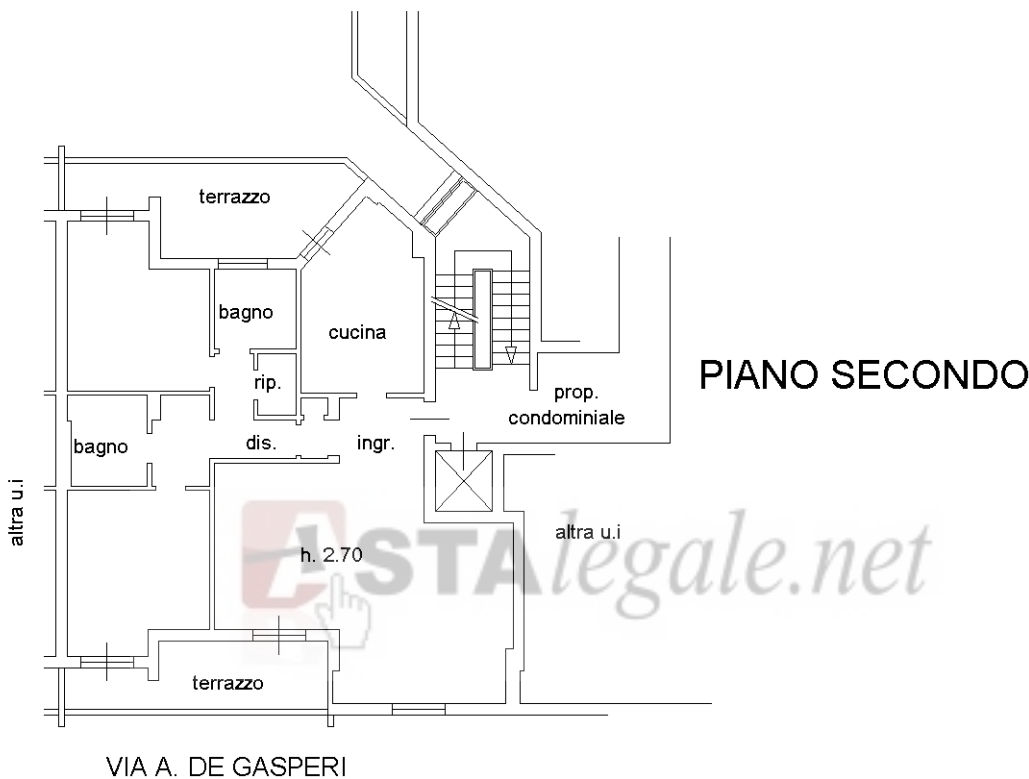 terrazzo
bagno
cucina
rip.
PIANO SECONDO
prop.
condominiale
bagno
dis.
ingr.
altra u.i
h. 2.70
altra u.i
ASTAlegale.net
terrazzo
VIA A. DE GASPERI